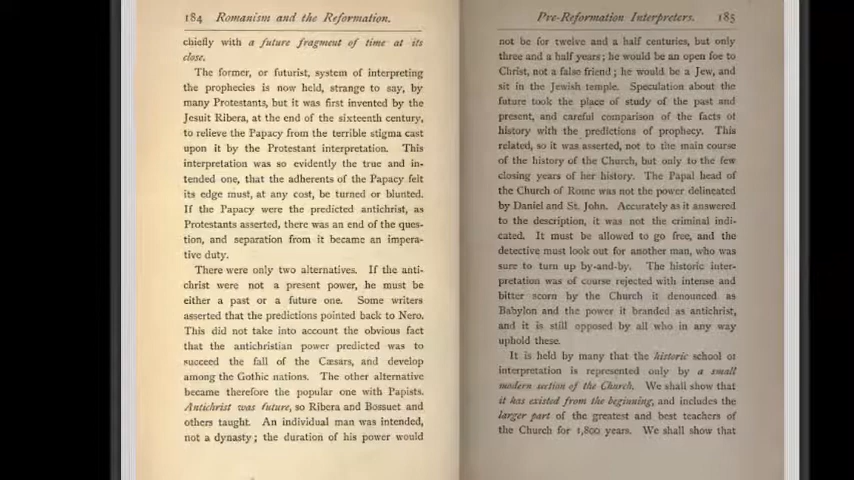 184 Romanism and the Reformation.
chiefly with a future fragment of time at its
close.
The former, or futurist, system of interpreting
the prophecies is now held, strange to say, by
many Protestants, but it was first invented by the
Jesuit Ribera, at the end of the sixteenth century,
to relieve the Papacy from the terrible stigma cast
upon it by the Protestant interpretation. This
interpretation was so evidently the true and in-
tended one, that the adherents of the Papacy felt
its edge must, at any cost, be turned or blunted.
If the Papacy were the predicted antichrist, as
Protestants asserted, there was an end of the ques-
tion, and separation from it became an impera-
tive duty.
There were only two alternatives. If the anti-
christ were not a present power, he must be
either a past or a future one. Some writers
asserted that the predictions pointed back to Nero.
This did not take into account the obvious fact
that the antichristian power predicted was to
succeed the fall of the Cæsars, and develop
among the Gothic nations. The other alternative
became therefore the popular one with Papists.
Antichrist was future, so Ribera and Bossuet and
others taught. An individual man was intended,
not a dynasty; the duration of his power would
Pre-Reformation Interpreters. 185
not be for twelve and a half centuries, but only
three and a half years; he would be an open foe to
Christ, not a false friend; he would be a Jew, and
sit in the Jewish temple. Speculation about the
future took the place of study of the past and
present, and careful comparison of the facts of
history with the predictions of prophecy. This
related, so it was asserted, not to the main course
of the history of the Church, but only to the few
closing years of her history. The Papal head of
the Church of Rome was not the power delineated
by Daniel and St. John. Accurately as it answered
to the description, it was not the criminal indi-
cated. It must be allowed to go free, and the
detective must look out for another man, who was
sure to turn up by-and-by. The historic inter-
pretation was of course rejected with intense and
bitter scorn by the Church it denounced as
Babylon and the power it branded as antichrist,
and it is still opposed by all who in any way
uphold these.
It is held by many that the historic school of
interpretation is represented only by a small
modern section of the Church. We shall show that
it has existed from the beginning, and includes the
larger part of the greatest and best teachers of
the Church for 1,800 years. We shall show that